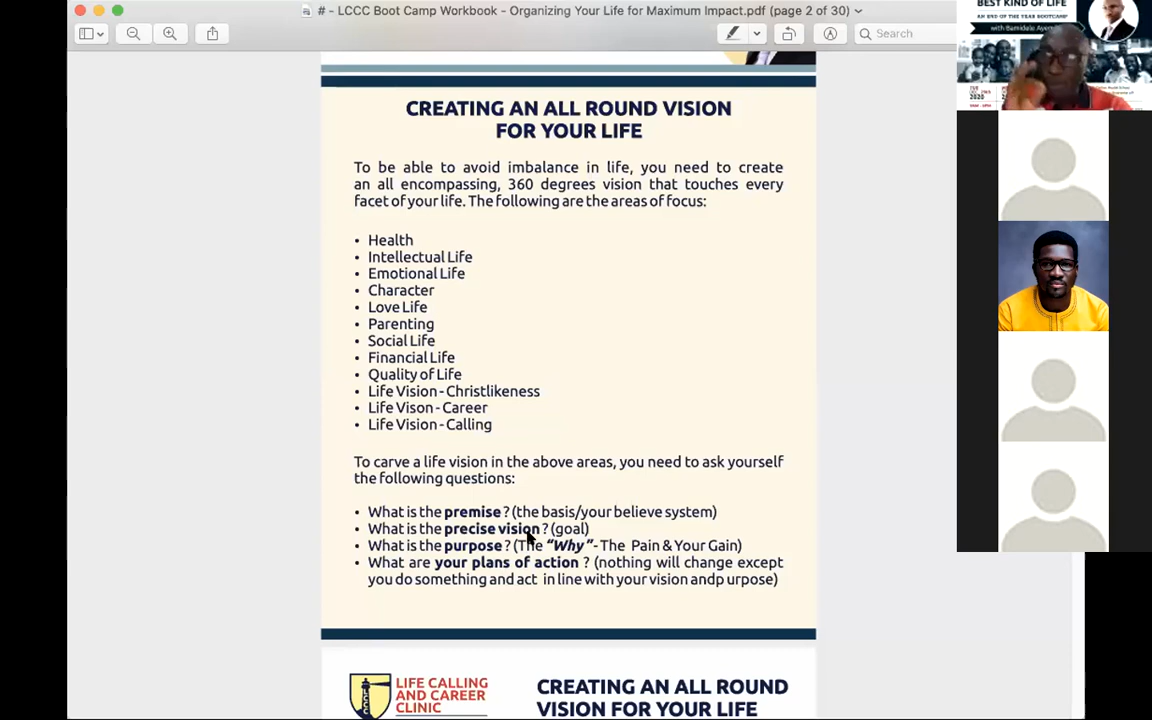 # - LCCC Boot Camp Workbook - Organizing Your Life for Maximum Impact.pdf (page 2 of 30)
Search
BEST KIND OF LIFE
AN END OF THE YEAR BOOTCAMP
CREATING AN ALL ROUND VISION
FOR YOUR LIFE
To be able to avoid imbalance in life, you need to create
an all encompassing, 360 degrees vision that touches every
facet of your life. The following are the areas of focus:
• Health
• Intellectual Life
• Emotional Life
• Character
• Love Life
• Parenting
• Social Life
• Financial Life
• Quality of Life
• Life Vision - Christlikeness
• Life Vison - Career
• Life Vision - Calling
To carve a life vision in the above areas, you need to ask yourself
the following questions:
• What is the premise ? (the basis/your believe system)
• What is the precise vision ? (goal)
• What is the purpose ? (The "Why" - The Pain & Your Gain)
• What are your plans of action ? (nothing will change except
you do something and act in line with your vision andp urpose)
LIFE CALLING
AND CAREER
CLINIC
CREATING AN ALL ROUND
VISION FOR YOUR LIFE